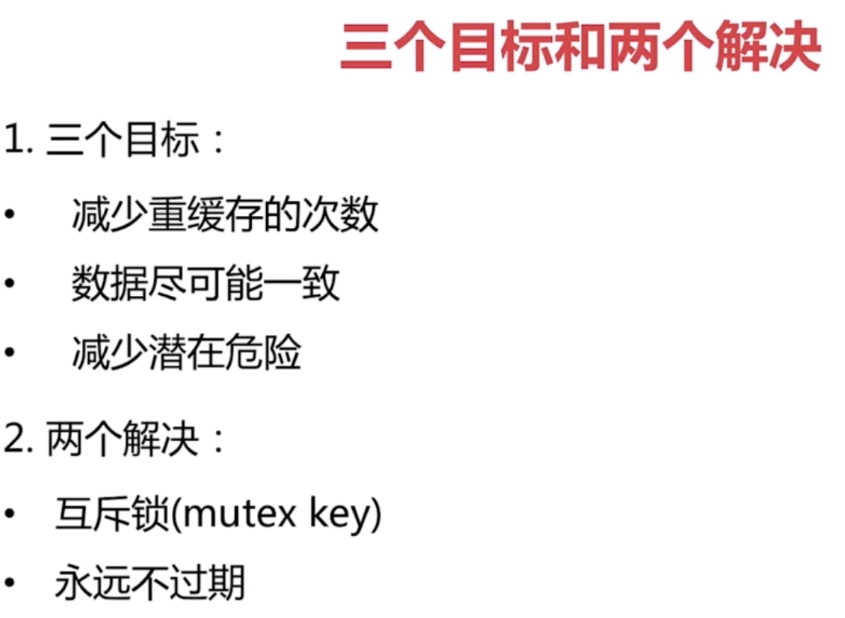 三个目标和两个解决
1. 三个目标：
• 减少重缓存的次数
• 数据尽可能一致
• 减少潜在危险
2. 两个解决：
• 互斥锁(mutex key)
• 永远不过期